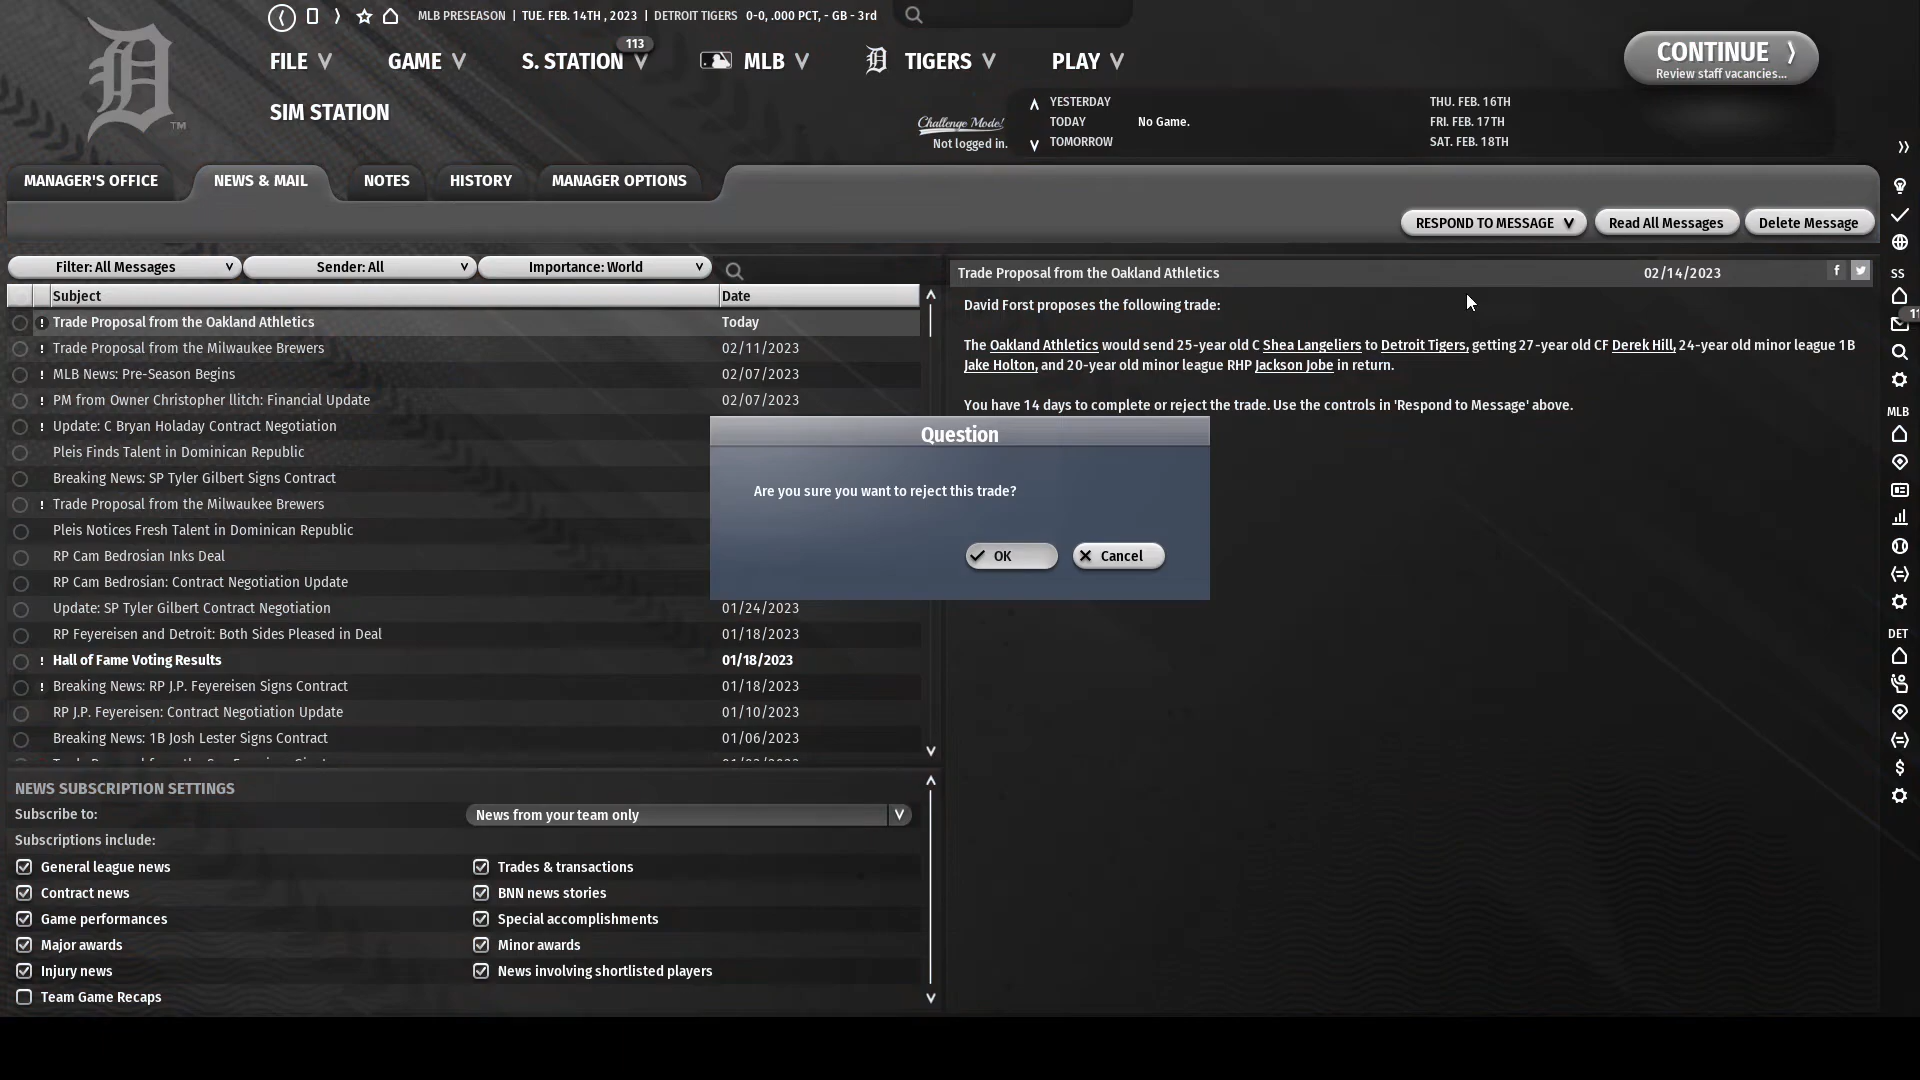 MLB PRESEASON | TUE. FEB. 14TH , 2023 | DETROIT TIGERS 0-0, .000 PCT, - GB - 3rd
113
FILE GAME S. STATION MLB TIGERS PLAY
CONTINUE
Review staff vacancies...
SIM STATION
D TM
Challenge Mode!
Not logged in.
YESTERDAY
TODAY No Game.
TOMORROW
THU. FEB. 16TH
FRI. FEB. 17TH
SAT. FEB. 18TH
MANAGER'S OFFICE NEWS & MAIL NOTES HISTORY MANAGER OPTIONS
RESPOND TO MESSAGE Read All Messages Delete Message
Filter: All Messages Sender: All Importance: World
Subject Date
! Trade Proposal from the Oakland Athletics Today
! Trade Proposal from the Milwaukee Brewers 02/11/2023
! MLB News: Pre-Season Begins 02/07/2023
! PM from Owner Christopher llitch: Financial Update 02/07/2023
! Update: C Bryan Holaday Contract Negotiation
Pleis Finds Talent in Dominican Republic
Breaking News: SP Tyler Gilbert Signs Contract
! Trade Proposal from the Milwaukee Brewers
Pleis Notices Fresh Talent in Dominican Republic
RP Cam Bedrosian Inks Deal
RP Cam Bedrosian: Contract Negotiation Update
Update: SP Tyler Gilbert Contract Negotiation 01/24/2023
RP Feyereisen and Detroit: Both Sides Pleased in Deal 01/18/2023
! Hall of Fame Voting Results 01/18/2023
! Breaking News: RP J.P. Feyereisen Signs Contract 01/18/2023
RP J.P. Feyereisen: Contract Negotiation Update 01/10/2023
Breaking News: 1B Josh Lester Signs Contract 01/06/2023
Trade Proposal from the Oakland Athletics 02/14/2023
f
David Forst proposes the following trade:
The Oakland Athletics would send 25-year old C Shea Langeliers to Detroit Tigers, getting 27-year old CF Derek Hill, 24-year old minor league 1B
Jake Holton, and 20-year old minor league RHP Jackson Jobe in return.
You have 14 days to complete or reject the trade. Use the controls in 'Respond to Message' above.
Question
Are you sure you want to reject this trade?
OK Cancel
NEWS SUBSCRIPTION SETTINGS
Subscribe to: News from your team only
Subscriptions include:
General league news Trades & transactions
Contract news BNN news stories
Game performances Special accomplishments
Major awards Minor awards
Injury news News involving shortlisted players
Team Game Recaps
SS
11
MLB
DET
$